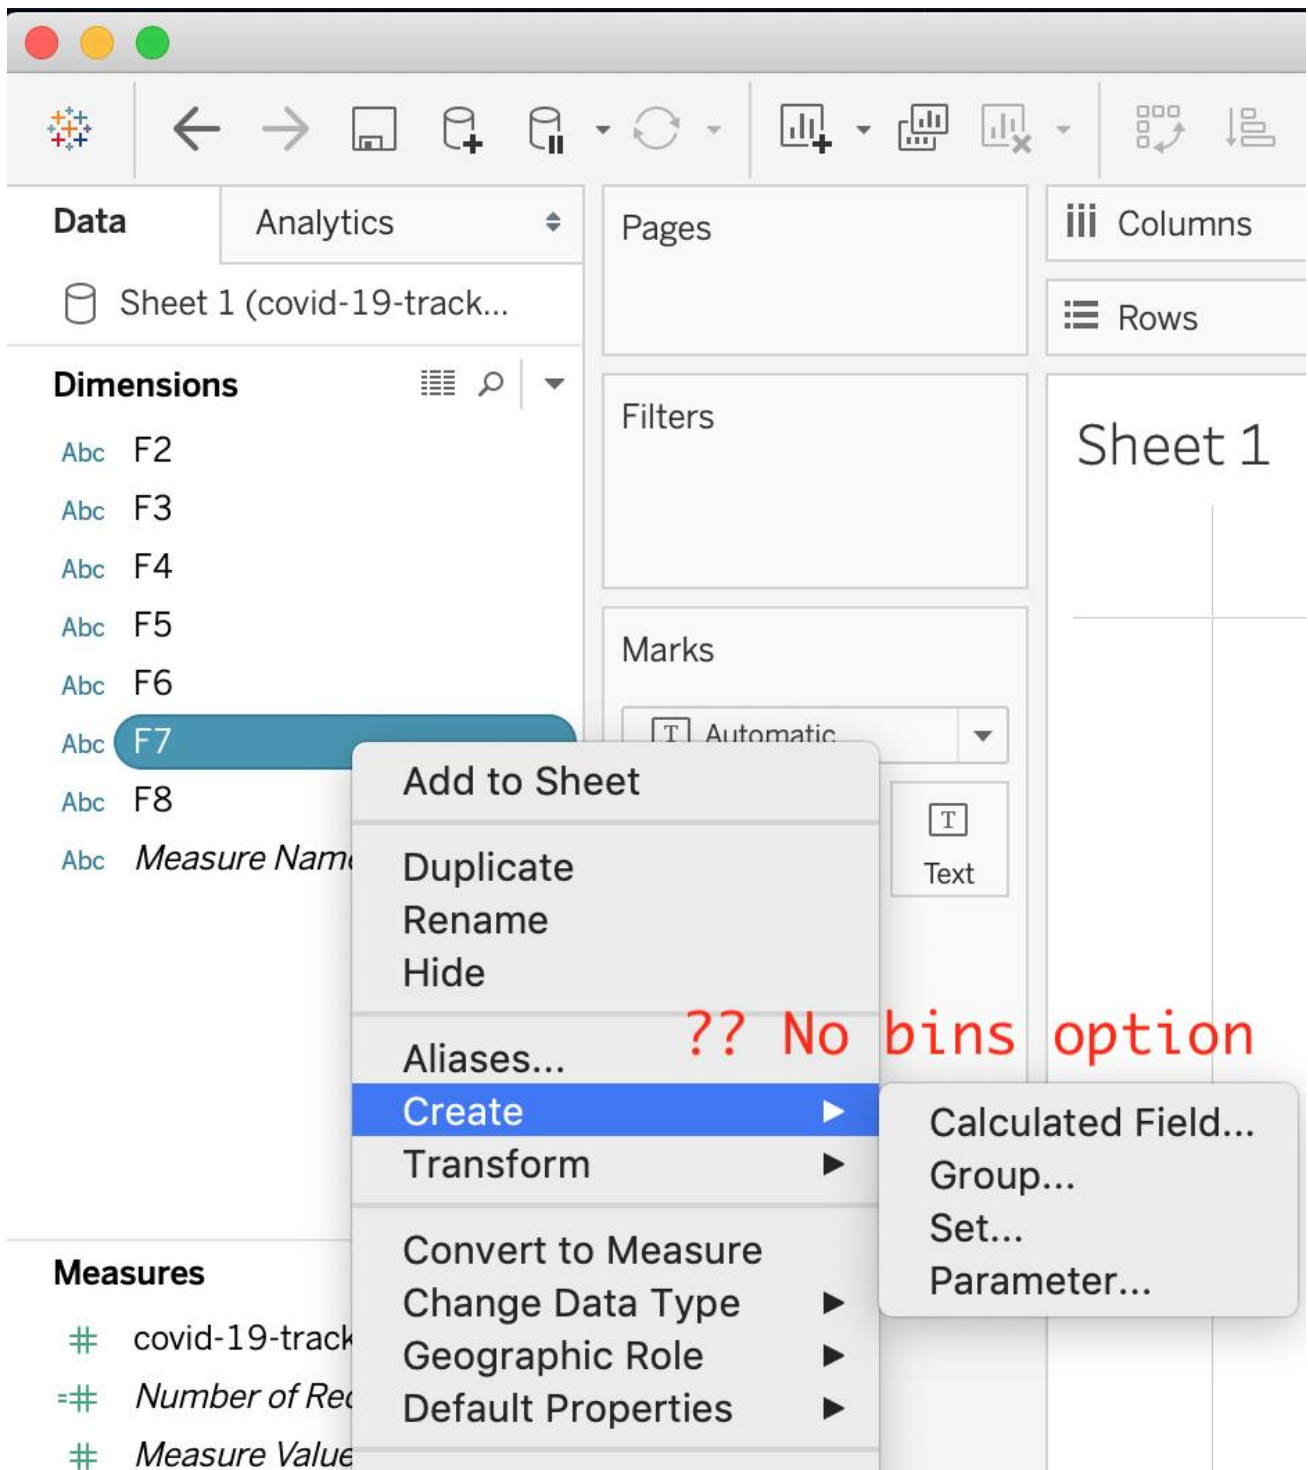 Data
Analytics
Pages
Columns
Sheet 1 (covid-19-track...
Rows
Dimensions
Filters
Sheet 1
Abc F2
Abc F3
Abc F4
Abc F5
Abc F6
Abc F7
Abc F8
Abc Measure Name
Marks
T Automatic
T
Text
Add to Sheet
Duplicate
Rename
Hide
?? No bins option
Aliases...
Create
Transform
Calculated Field...
Group...
Set...
Parameter...
Convert to Measure
Change Data Type
Geographic Role
Default Properties
Measures
# covid-19-track
=# Number of Rec
# Measure Value